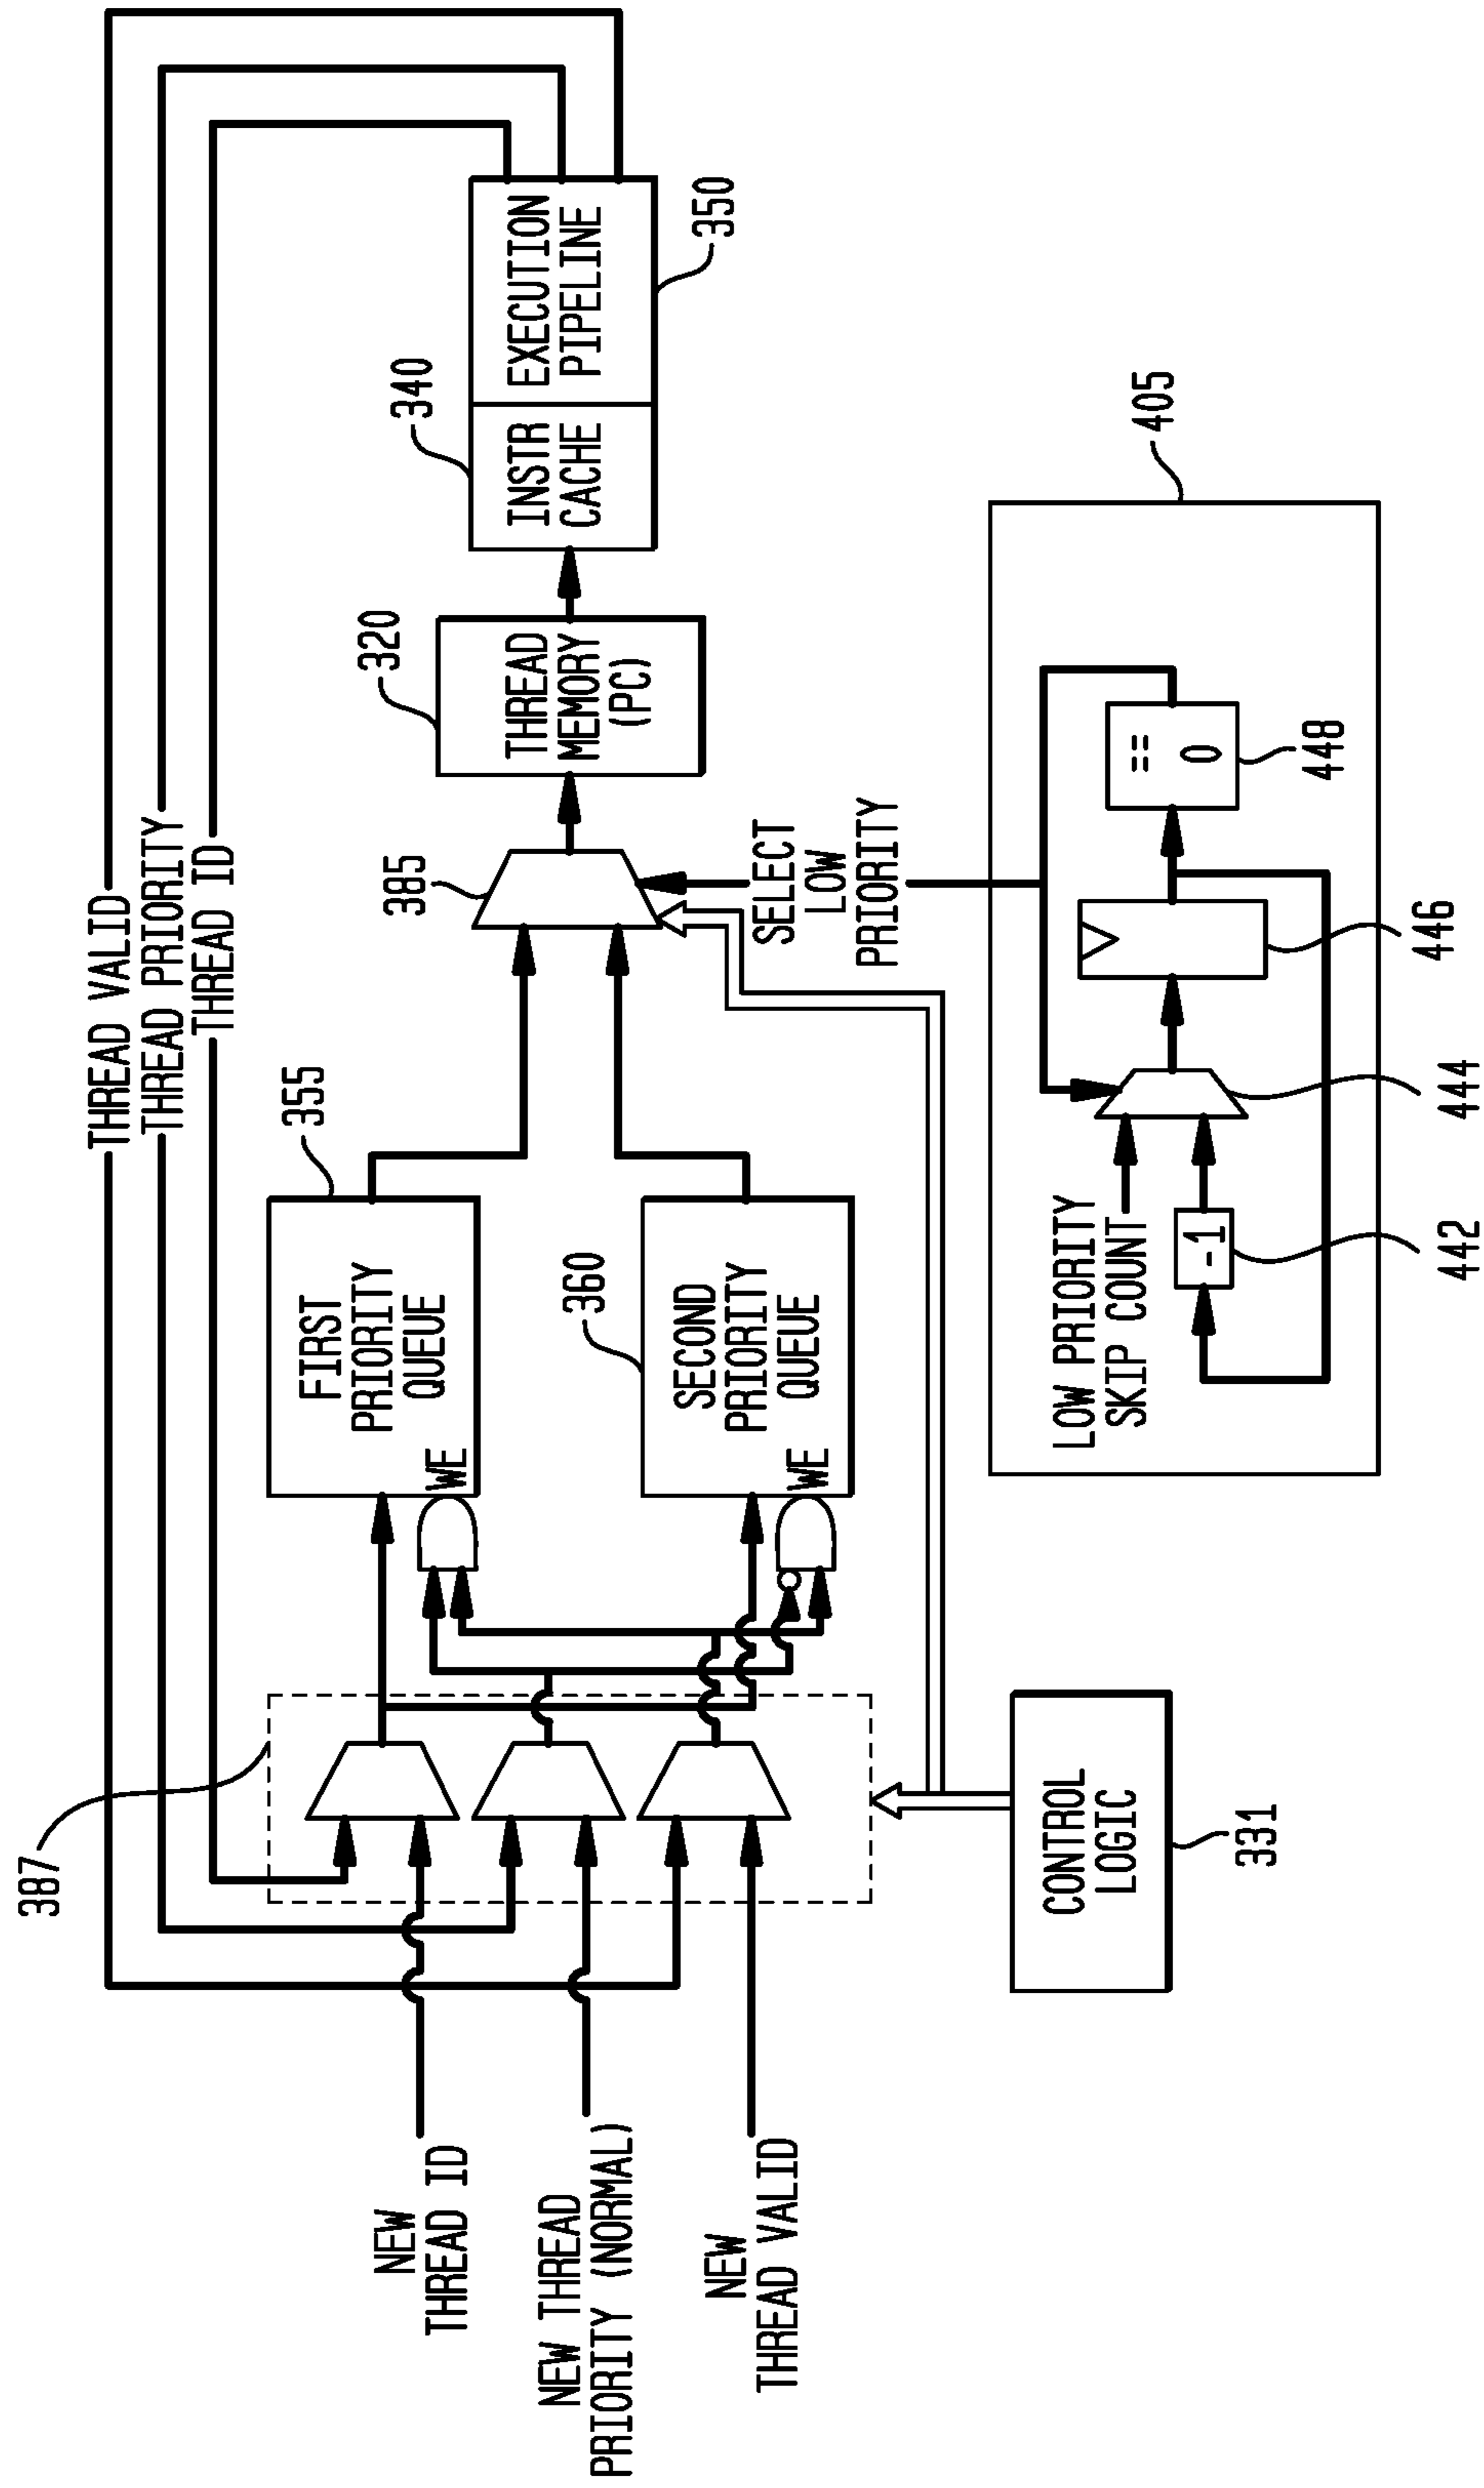 THREAD VALID
THREAD PRIORITY
THREAD ID
387
NEW
THREAD ID
NEW THREAD
PRIORITY (NORMAL)
NEW
THREAD VALID
355
FIRST
PRIORITY
QUEUE
WE
360
SECOND
PRIORITY
QUEUE
WE
385
320
THREAD
MEMORY
(PC)
340
INSTR
CACHE
EXECUTION
PIPELINE
350
SELECT
LOW
PRIORITY
CONTROL
LOGIC
331
405
LOW PRIORITY
SKIP COUNT
-1
==
0
442
444
446
448